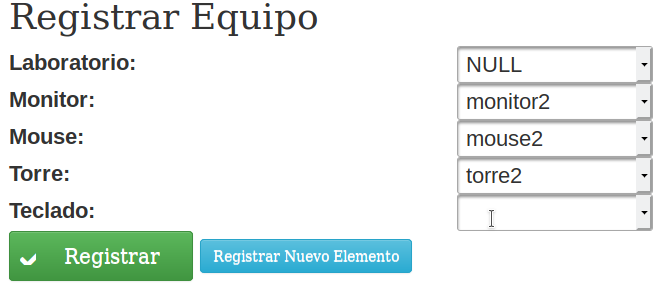 Registrar Equipo
Laboratorio: NULL
Monitor: monitor2
Mouse: mouse2
Torre: torre2
Teclado:
Registrar Registrar Nuevo Elemento